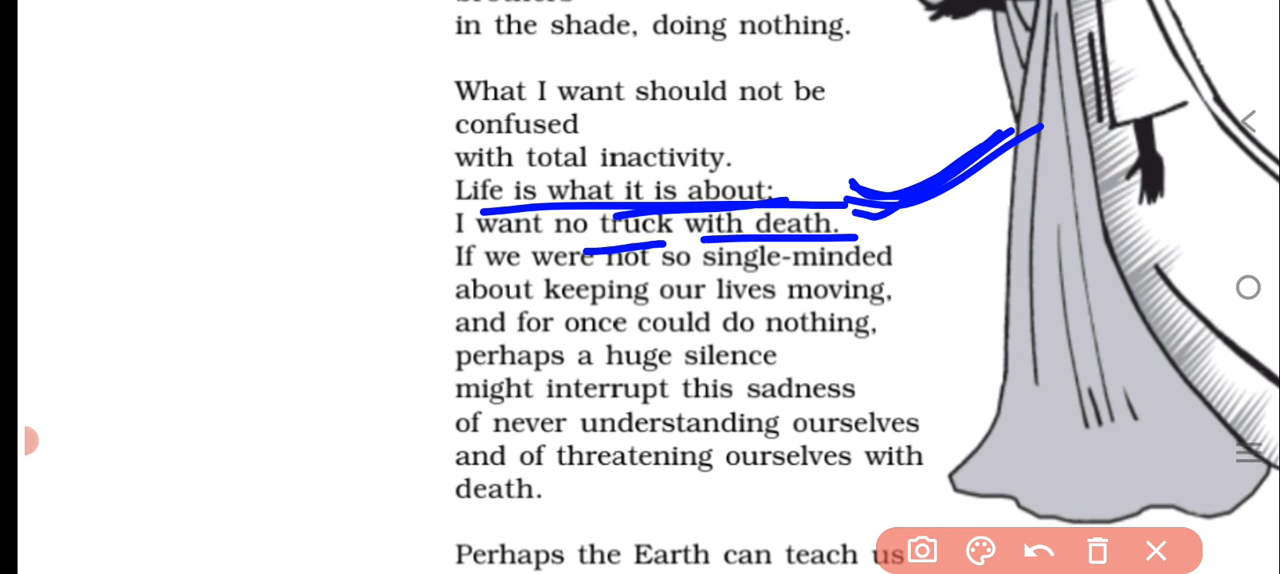 in the shade, doing nothing.
What I want should not be
confused
with total inactivity.
Life is what it is about;
I want no truck with death.
If we were not so single-minded
about keeping our lives moving,
and for once could do nothing,
perhaps a huge silence
might interrupt this sadness
of never understanding ourselves
and of threatening ourselves with
death.
Perhaps the Earth can teach us